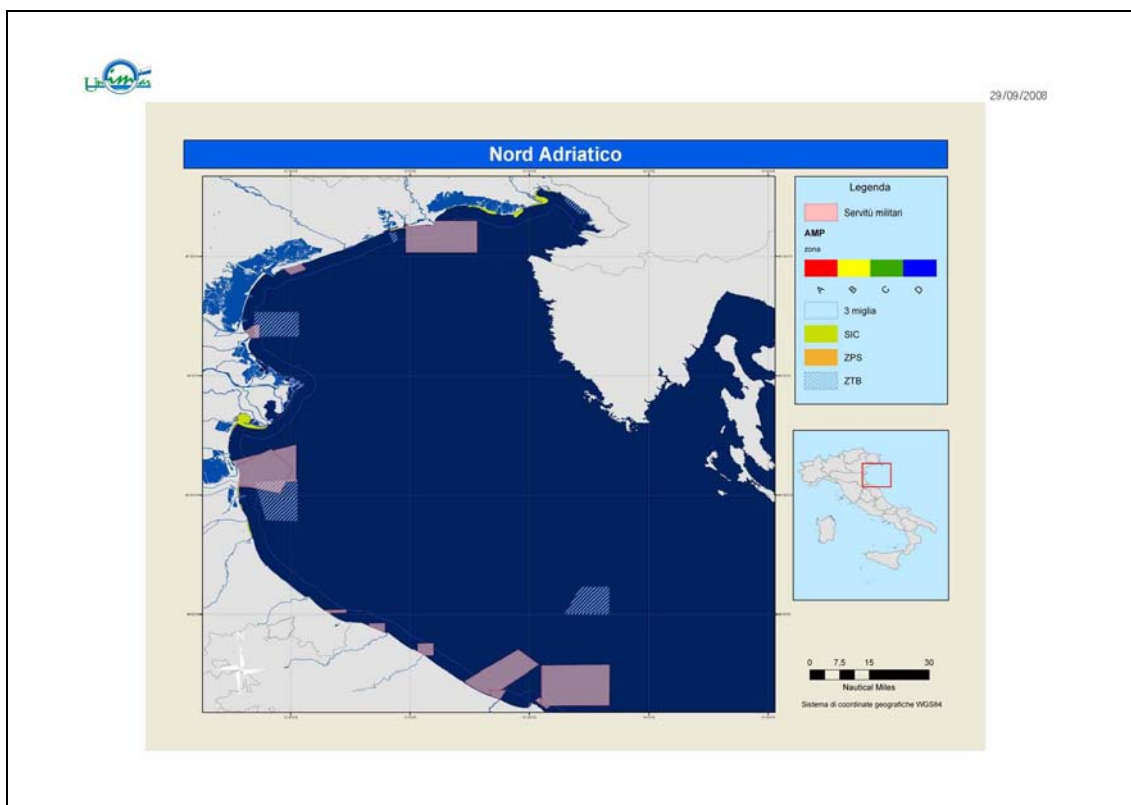 29/09/2008
Nord Adriatico
Legenda
Servitù militari
AMP
zona
A B C D
3 miglia
SIC
ZPS
ZTB
N
0 7,5 15 30
Nautical Miles
Sistema di coordinate geografiche WGS84